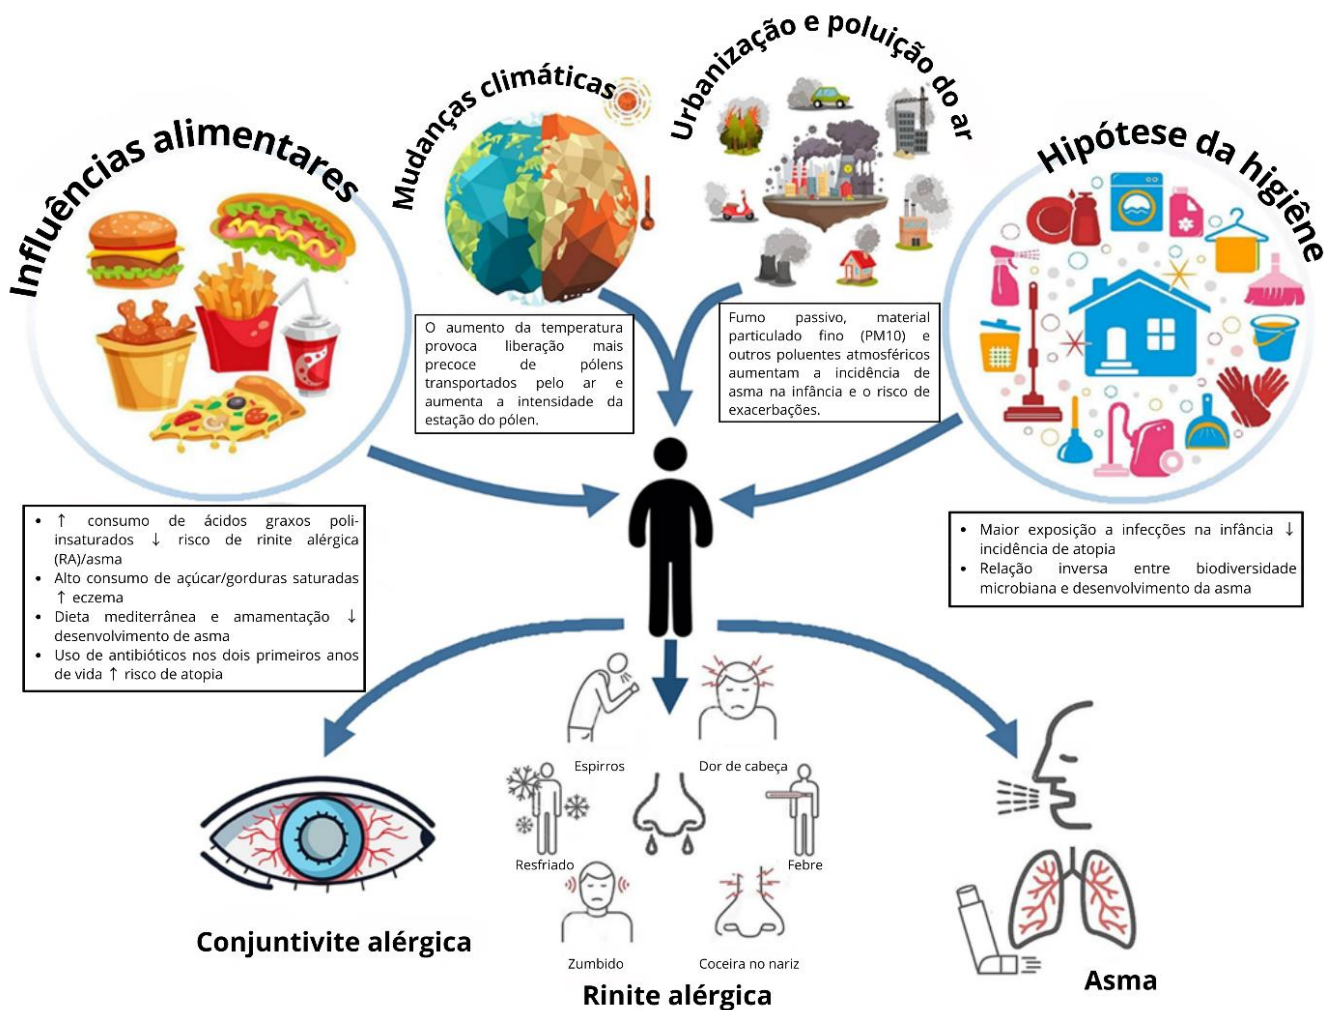 Influências alimentares
Mudanças climáticas
Urbanização e poluição do ar
Hipótese da higiêne
O aumento da temperatura
provoca liberação mais
precoce de pólens
transportados pelo ar e
aumenta a intensidade da
estação do pólen.
Fumo passivo, material
particulado fino (PM10) e
outros poluentes atmosféricos
aumentam a incidência de
asma na infância e o risco de
exacerbações.
• ↑ consumo de ácidos graxos poli-
insaturados ↓ risco de rinite alérgica
(RA)/asma
• Alto consumo de açúcar/gorduras saturadas
↑ eczema
• Dieta mediterrânea e amamentação ↓
desenvolvimento de asma
• Uso de antibióticos nos dois primeiros anos
de vida ↑ risco de atopia
• Maior exposição a infecções na infância ↓
incidência de atopia
• Relação inversa entre biodiversidade
microbiana e desenvolvimento da asma
Espirros
Dor de cabeça
Resfriado
Febre
Zumbido
Coceira no nariz
Conjuntivite alérgica
Rinite alérgica
Asma